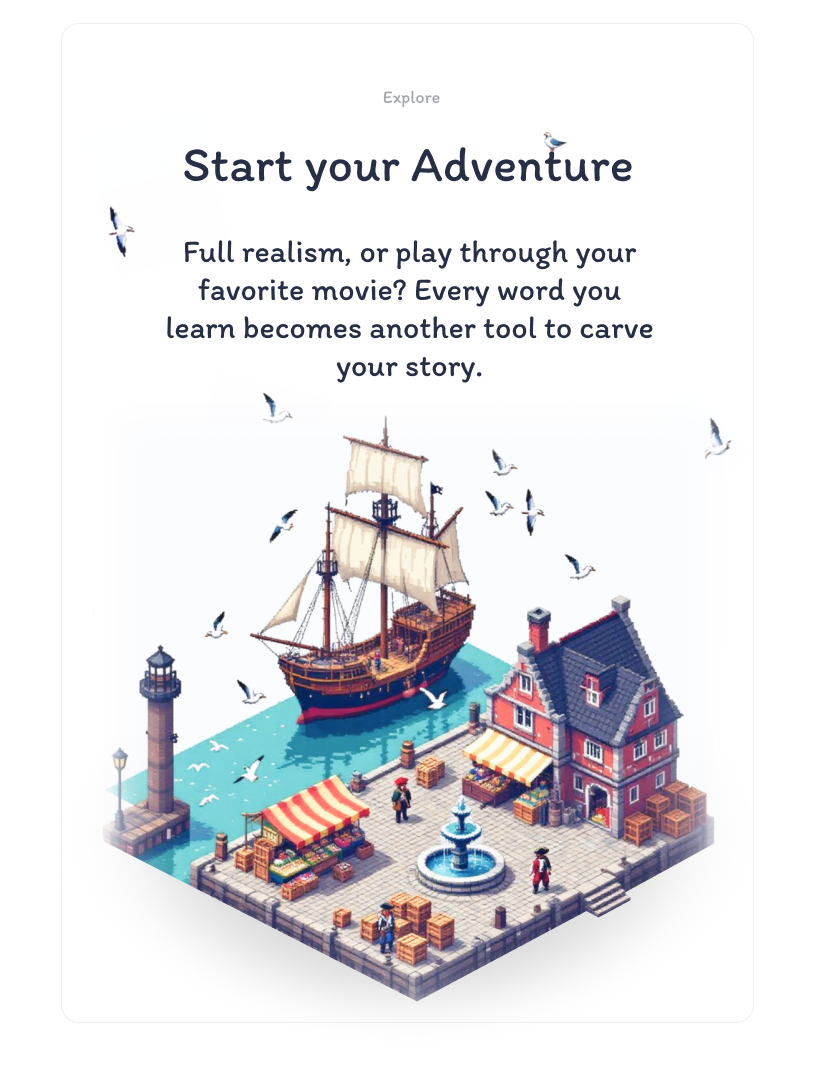 Explore
Start your Adventure
Full realism, or play through your
favorite movie? Every word you
learn becomes another tool to carve
your story.